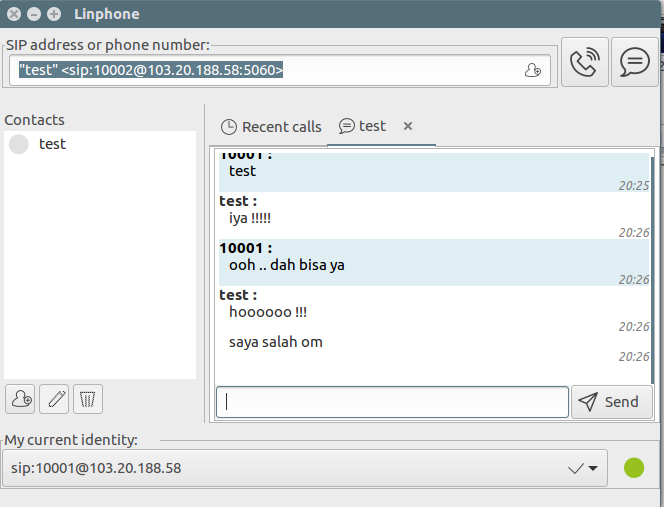 Linphone
SIP address or phone number:
"test" <sip:10002@103.20.188.58:5060>
Contacts
test
Recent calls
test
10001 :
test
20:25
test :
iya !!!!!
20:26
10001 :
ooh .. dah bisa ya
20:26
test :
hoooooo !!!
20:26
saya salah om
20:26
Send
My current identity:
sip:10001@103.20.188.58